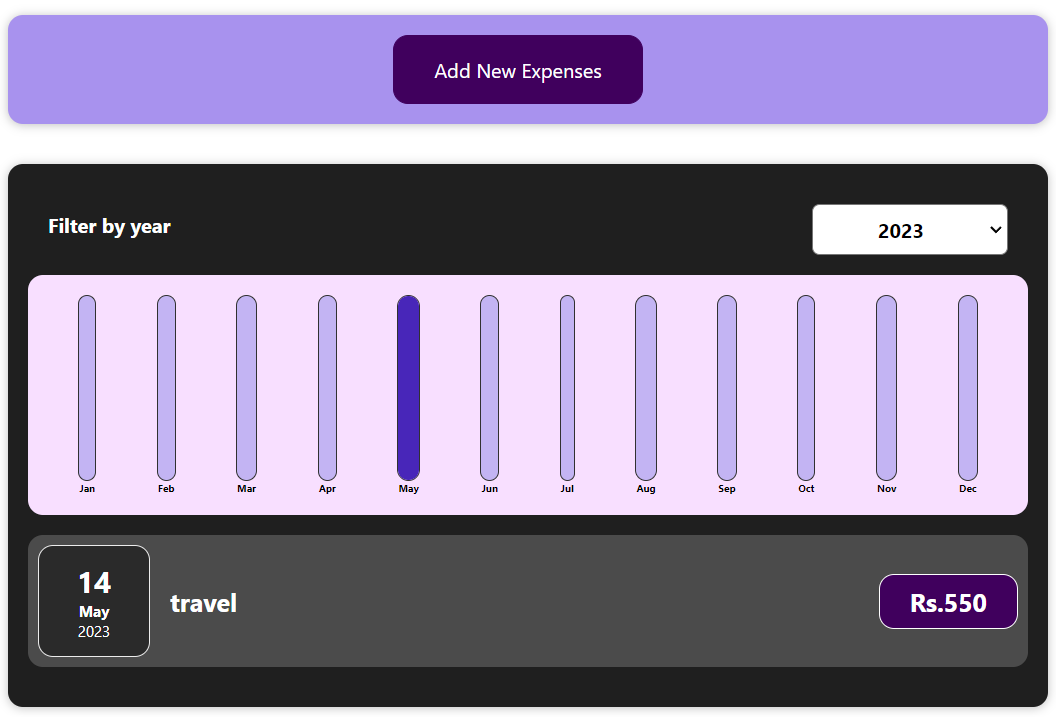 Add New Expenses
Filter by year
2023
Jan Feb Mar Apr May Jun Jul Aug Sep Oct Nov Dec
14
May
2023
travel
Rs.550